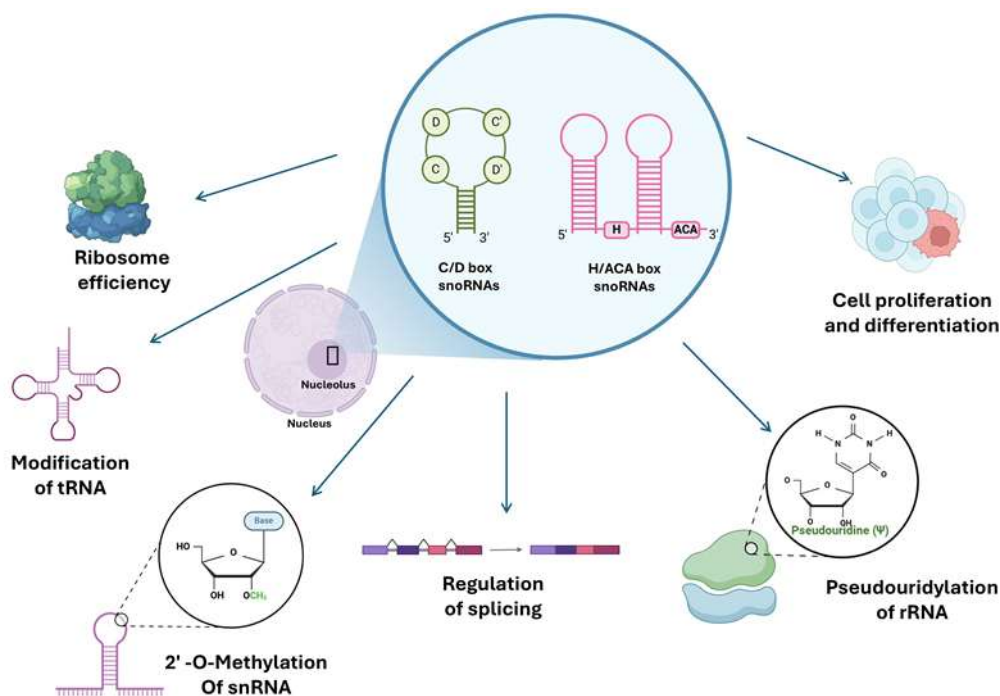 D
C'
C
D'
5'
3'
C/D box
snoRNAs
5'
H
ACA
3'
H/ACA box
snoRNAs
Ribosome
efficiency
Cell proliferation
and differentiation
Nucleolus
Nucleus
Modification
of tRNA
Base
HO
O
OH
OCH₃
2' -O-Methylation
Of snRNA
Regulation
of splicing
O
H
N
N
H
O
O
O
O
OH
Pseudouridine (Ψ)
Pseudouridylation
of rRNA